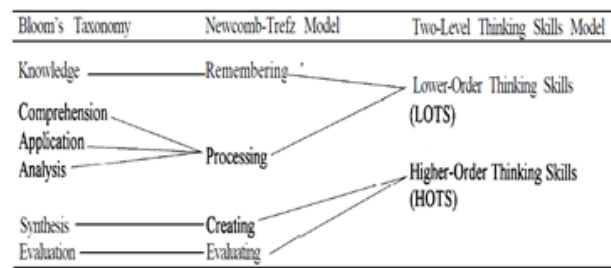 Bloom's Taxonomy Newcomb-Trefz Model Two-Level Thinking Skills Model
Knowledge Remembering Lower-Order Thinking Skills
(LOTS)
Comprehension
Application
Analysis
Processing
Higher-Order Thinking Skills
(HOTS)
Synthesis Creating
Evaluation Evaluating